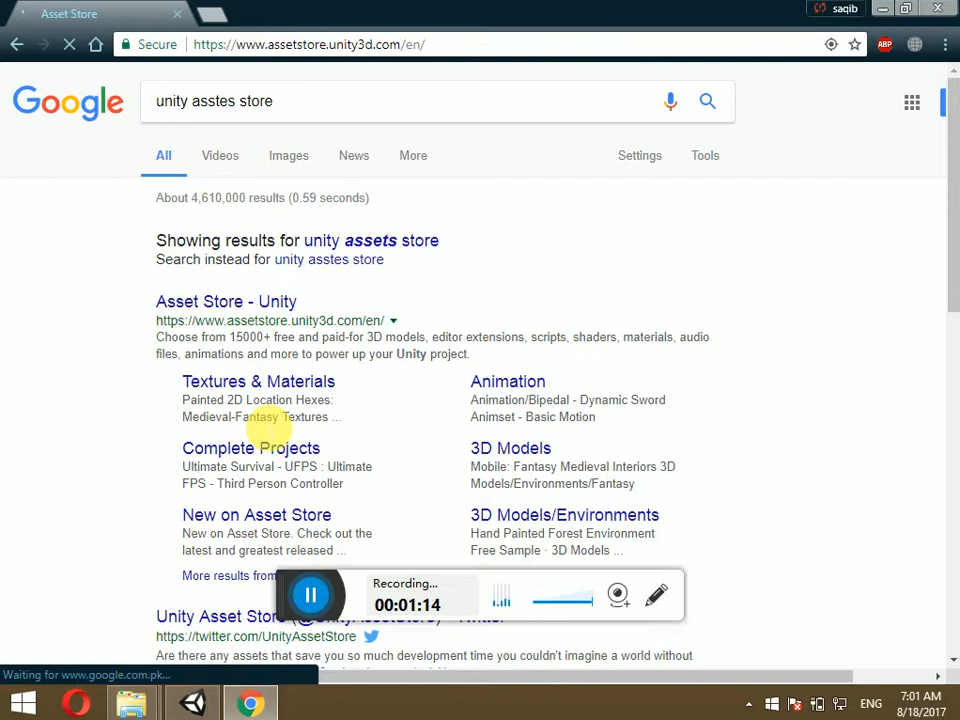 Asset Store
saqib
Secure https://www.assetstore.unity3d.com/en/
ABP
Google
unity asstes store
All Videos Images News More Settings Tools
About 4,610,000 results (0.59 seconds)
Showing results for unity assets store
Search instead for unity asstes store
Asset Store - Unity
https://www.assetstore.unity3d.com/en/
Choose from 15000+ free and paid-for 3D models, editor extensions, scripts, shaders, materials, audio
files, animations and more to power up your Unity project.
Textures & Materials
Painted 2D Location Hexes:
Medieval-Fantasy Textures ...
Animation
Animation/Bipedal - Dynamic Sword
Animset - Basic Motion
Complete Projects
Ultimate Survival - UFPS : Ultimate
FPS - Third Person Controller
3D Models
Mobile: Fantasy Medieval Interiors 3D
Models/Environments/Fantasy
New on Asset Store
New on Asset Store. Check out the
latest and greatest released ...
3D Models/Environments
Hand Painted Forest Environment
Free Sample · 3D Models ...
More results from
Recording...
00:01:14
Unity Asset Store (@UnityAssetStore) - Twitter
https://twitter.com/UnityAssetStore
Are there any assets that save you so much development time you couldn't imagine a world without
Waiting for www.google.com.pk...
ENG
7:01 AM
8/18/2017